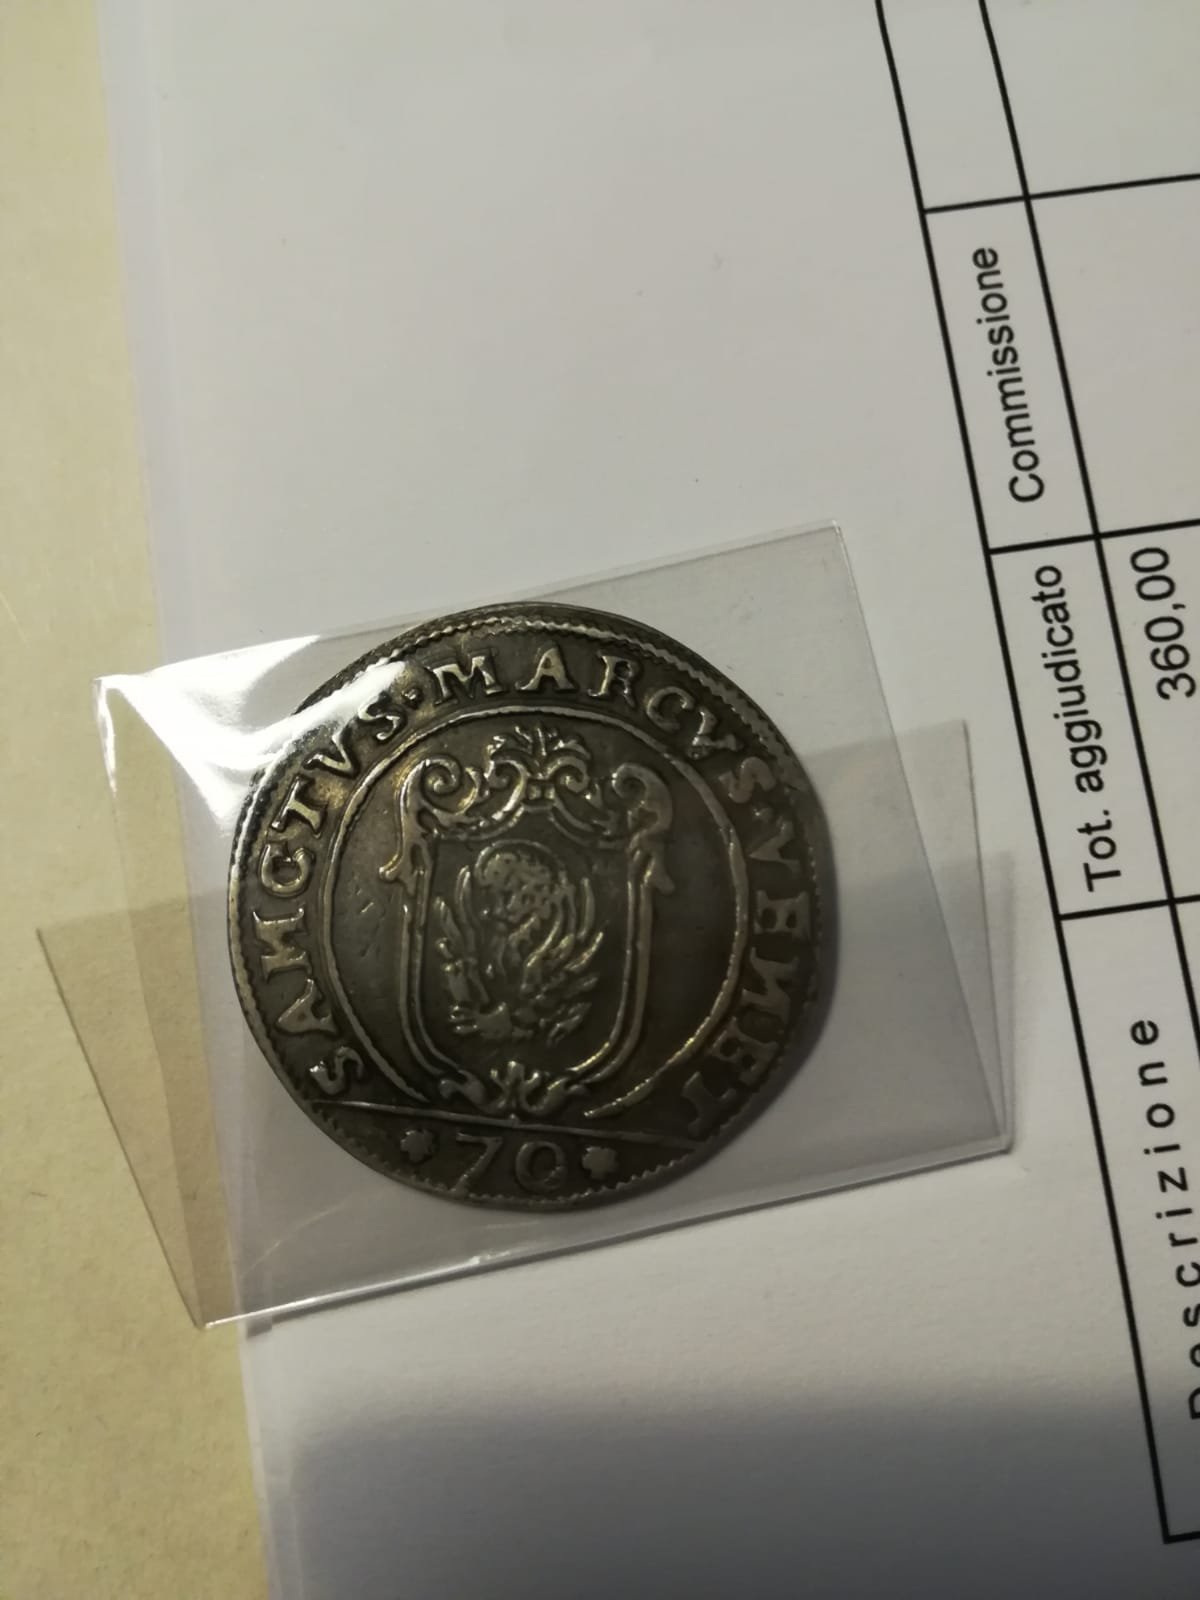 SANCTVS·MARCVS·VENET
* 70 *
Descrizione Tot. aggiudicato Commissione
360,00